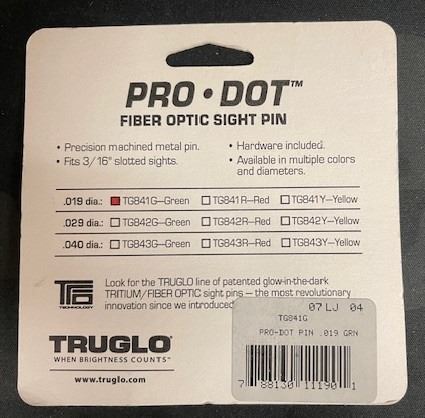 PRO • DOT™
FIBER OPTIC SIGHT PIN
• Precision machined metal pin.
• Fits 3/16" slotted sights.
• Hardware included.
• Available in multiple colors
and diameters.
.019 dia.: TG841G—Green TG841R—Red TG841Y—Yellow
.029 dia.: TG842G—Green TG842R—Red TG842Y—Yellow
.040 dia.: TG843G—Green TG843R—Red TG843Y—Yellow
TFO
TECHNOLOGY
Look for the TRUGLO line of patented glow-in-the-dark
TRITIUM/FIBER OPTIC sight pins — the most revolutionary
innovation since we introduced
TRUGLO®
WHEN BRIGHTNESS COUNTS™
www.truglo.com
07 LJ 04
TG841G
PRO-DOT PIN .019 GRN
7 88130 11190 1